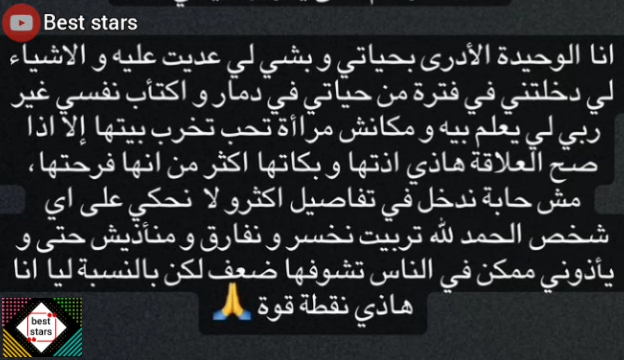 Best stars
انا الوحيدة الأدرى بحياتي و بشي لي عديت عليه و الاشياء
لي دخلتني في فترة من حياتي في دمار و اكتأب نفسي غير
ربي لي يعلم بيه و مكانش مرأة تحب تخرب بيتها إلا اذا
صح العلاقة هاذي اذتها و بكاتها اكثر من انها فرحتها،
مش حابة ندخل في تفاصيل اكثرو لا نحكي على اي
شخص الحمد لله تربيت نخسر و نفارق و منأذيش حتى و
يأذوني ممكن في الناس تشوفها ضعف لكن بالنسبة ليا انا
هاذي نقطة قوة 🙏
best
stars